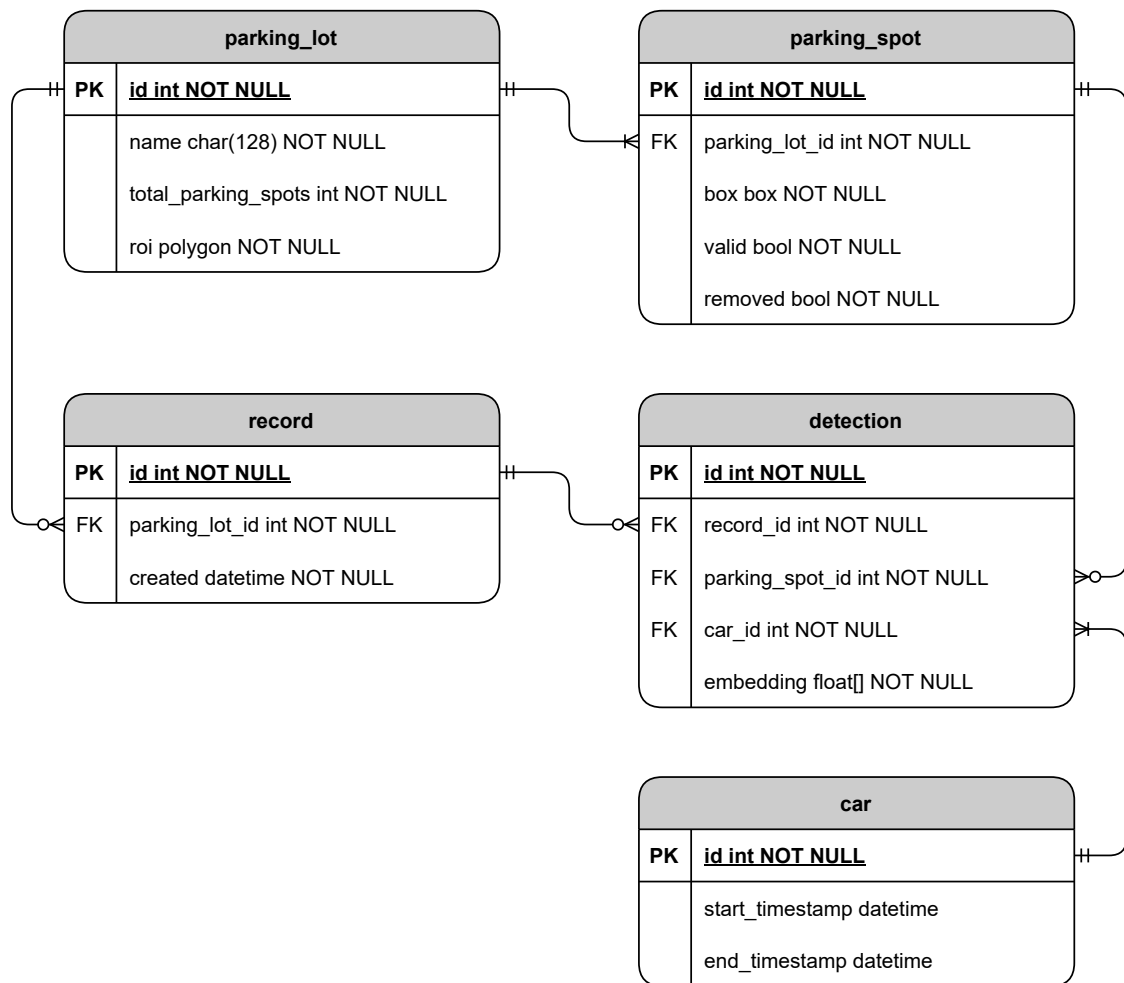 parking_lot
PK id int NOT NULL
name char(128) NOT NULL
total_parking_spots int NOT NULL
roi polygon NOT NULL
parking_spot
PK id int NOT NULL
FK parking_lot_id int NOT NULL
box box NOT NULL
valid bool NOT NULL
removed bool NOT NULL
record
PK id int NOT NULL
FK parking_lot_id int NOT NULL
created datetime NOT NULL
detection
PK id int NOT NULL
FK record_id int NOT NULL
FK parking_spot_id int NOT NULL
FK car_id int NOT NULL
embedding float[] NOT NULL
car
PK id int NOT NULL
start_timestamp datetime
end_timestamp datetime